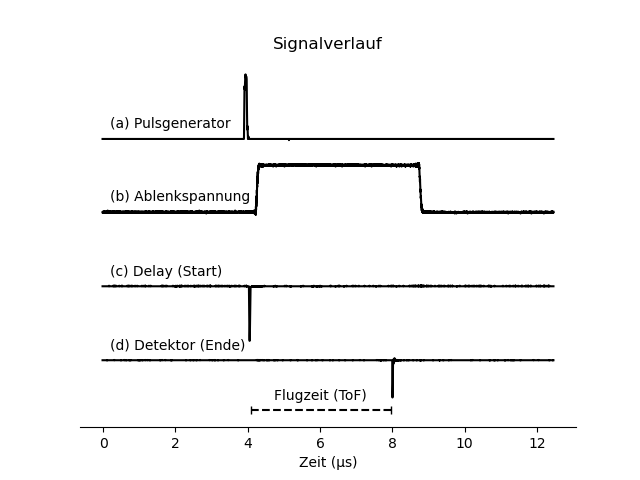 Signalverlauf
(a) Pulsgenerator
(b) Ablenkspannung
(c) Delay (Start)
(d) Detektor (Ende)
Flugzeit (ToF)
0 2 4 6 8 10 12
Zeit (µs)